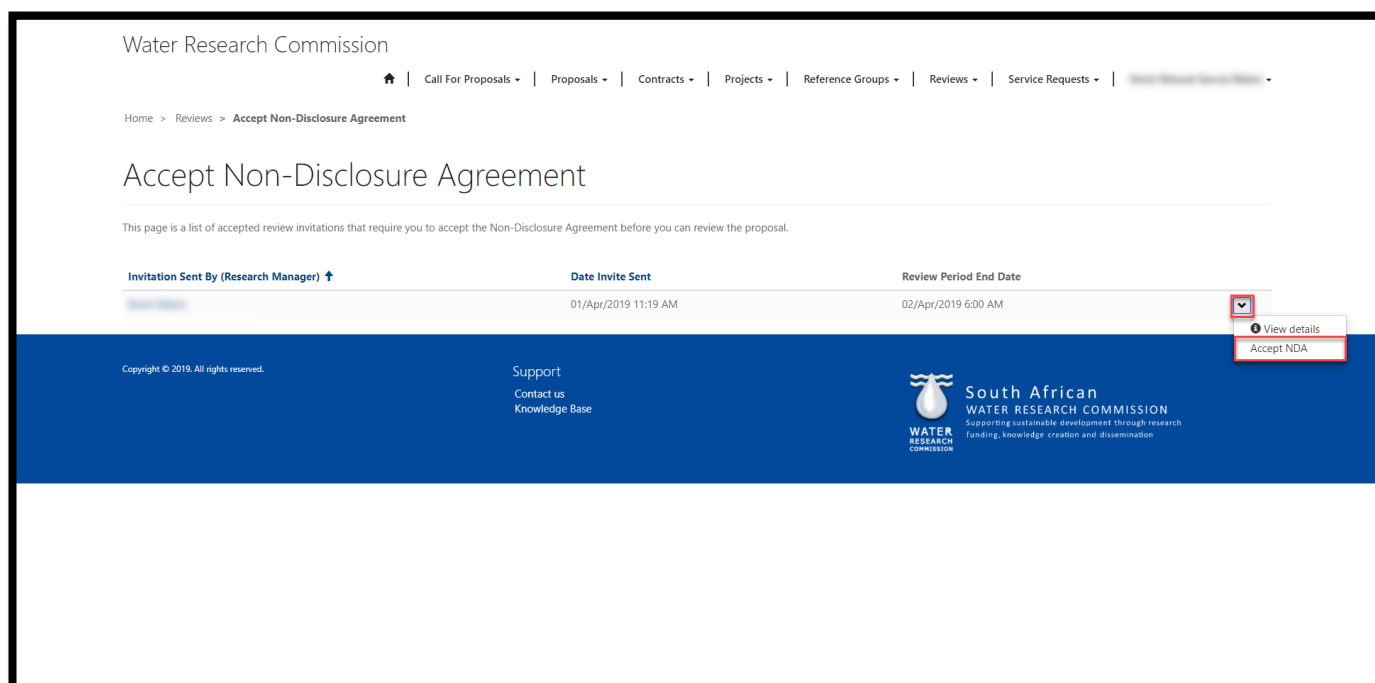 Water Research Commission
Call For Proposals
Proposals
Contracts
Projects
Reference Groups
Reviews
Service Requests
Home > Reviews > Accept Non-Disclosure Agreement
Accept Non-Disclosure Agreement
This page is a list of accepted review invitations that require you to accept the Non-Disclosure Agreement before you can review the proposal.
Invitation Sent By (Research Manager)
Date Invite Sent
Review Period End Date
01/Apr/2019 11:19 AM
02/Apr/2019 6:00 AM
View details
Accept NDA
Copyright © 2019. All rights reserved.
Support
Contact us
Knowledge Base
WATER
RESEARCH
COMMISSION
South African
WATER RESEARCH COMMISSION
Supporting sustainable development through research
funding, knowledge creation and dissemination